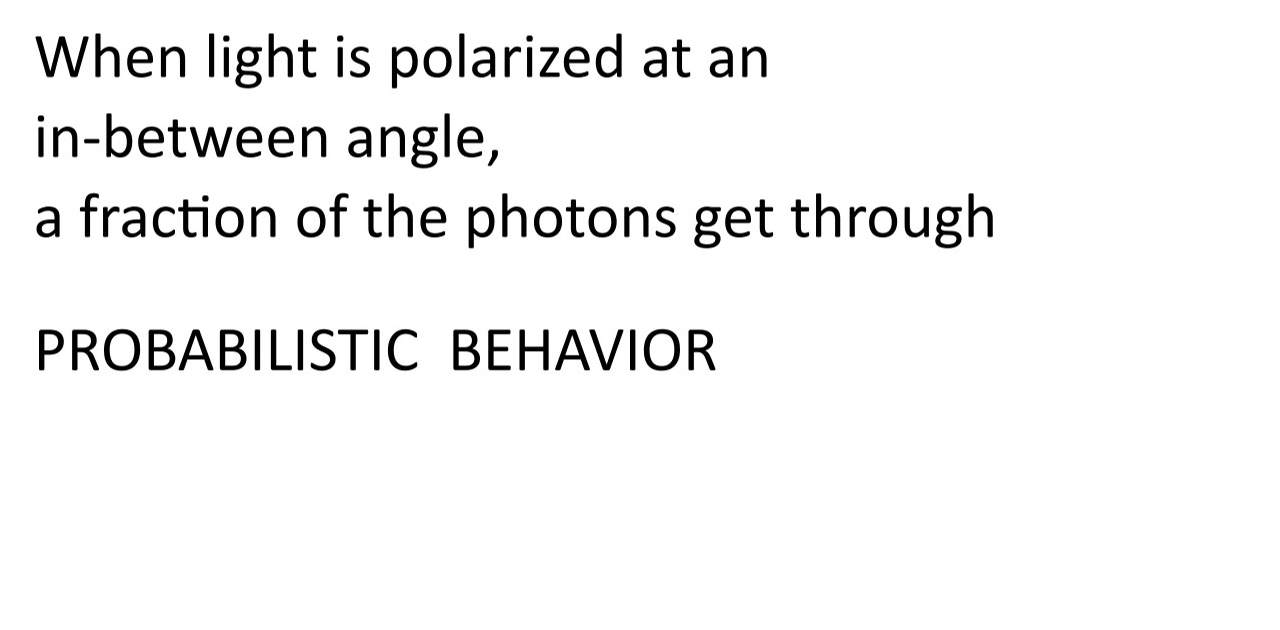 When light is polarized at an
in-between angle,
a fraction of the photons get through
PROBABILISTIC BEHAVIOR